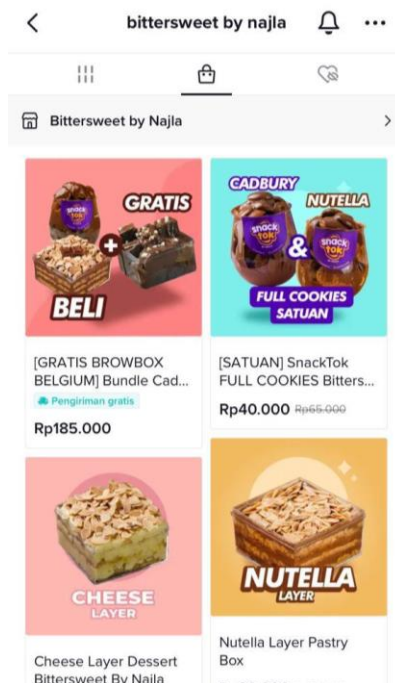 bittersweet by najla
Bittersweet by Najla
GRATIS
snack
tok
+
BELI
CADBURY
NUTELLA
snack
tok
&
snack
tok
FULL COOKIES
SATUAN
[GRATIS BROWBOX
BELGIUM] Bundle Cad...
Pengiriman gratis
Rp185.000
[SATUAN] SnackTok
FULL COOKIES Bitters...
Rp40.000 Rp65.000
CHEESE
LAYER
NUTELLA
LAYER
Cheese Layer Dessert
Bittersweet By Najla
Nutella Layer Pastry
Box